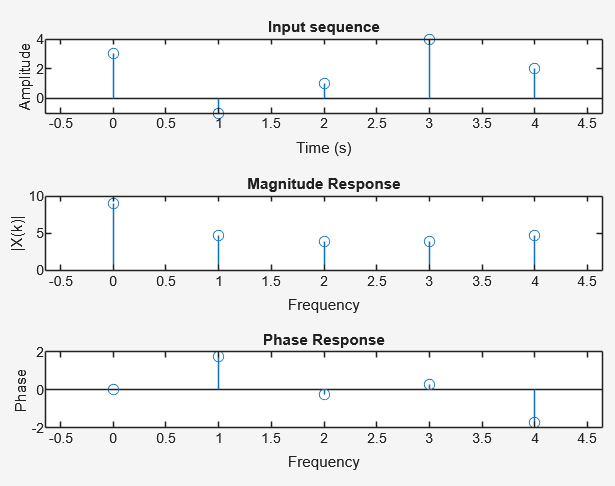 Input sequence
Amplitude
4
2
0
-0.5 0 0.5 1 1.5 2 2.5 3 3.5 4 4.5
Time (s)
Magnitude Response
|X(k)|
10
5
0
-0.5 0 0.5 1 1.5 2 2.5 3 3.5 4 4.5
Frequency
Phase Response
Phase
2
0
-2
-0.5 0 0.5 1 1.5 2 2.5 3 3.5 4 4.5
Frequency